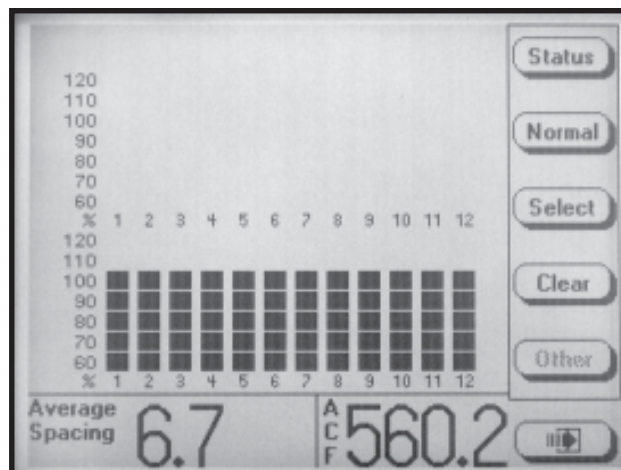 Status
120
110
100
90
80
70
60
% 1 2 3 4 5 6 7 8 9 10 11 12
Normal
Select
120
110
100
90
80
70
60
% 1 2 3 4 5 6 7 8 9 10 11 12
Clear
Other
Average
Spacing 6.7
ACF 560.2